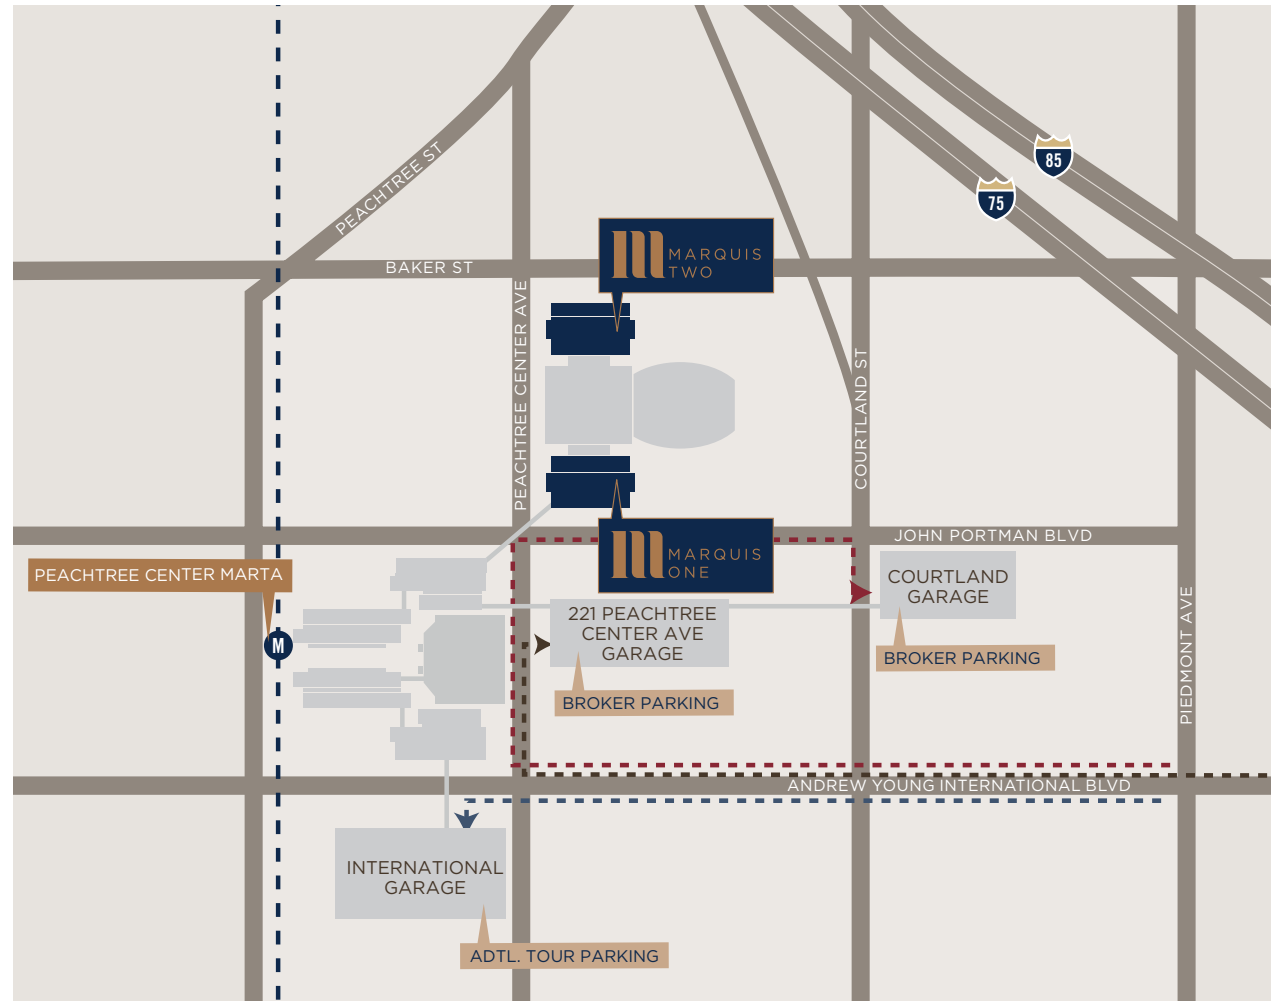 85
75
PEACHTREE ST
MARQUIS
TWO
BAKER ST
PEACHTREE CENTER AVE
COURTLAND ST
JOHN PORTMAN BLVD
MARQUIS
ONE
PEACHTREE CENTER MARTA
COURTLAND
GARAGE
221 PEACHTREE
CENTER AVE
GARAGE
M
BROKER PARKING
PIEDMONT AVE
BROKER PARKING
ANDREW YOUNG INTERNATIONAL BLVD
INTERNATIONAL
GARAGE
ADTL. TOUR PARKING